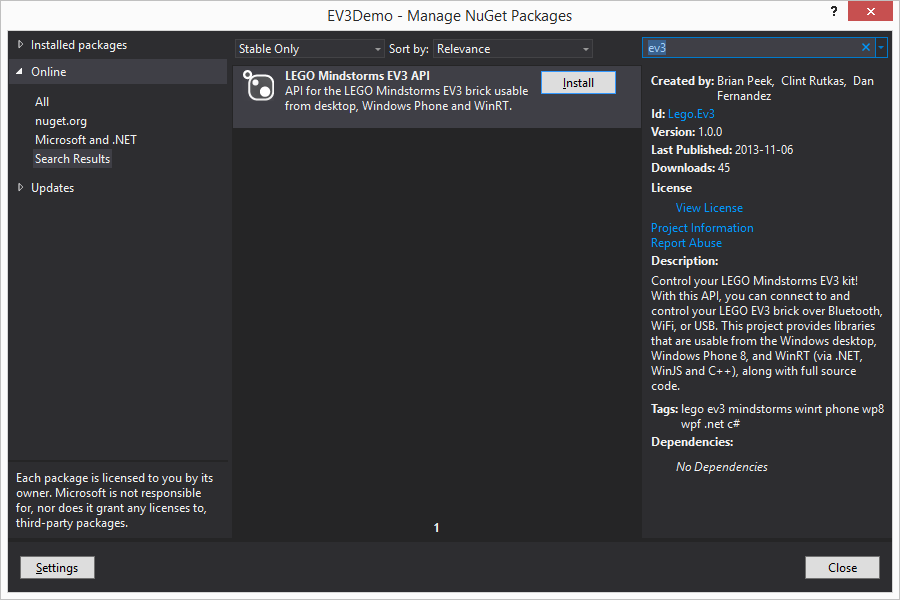 EV3Demo - Manage NuGet Packages
?
Installed packages
Online
All
nuget.org
Microsoft and .NET
Search Results
Updates
Each package is licensed to you by its
owner. Microsoft is not responsible
for, nor does it grant any licenses to,
third-party packages.
Settings
Stable Only
Sort by:
Relevance
LEGO Mindstorms EV3 API
API for the LEGO Mindstorms EV3 brick usable
from desktop, Windows Phone and WinRT.
Install
1
ev3
Created by: Brian Peek, Clint Rutkas, Dan
Fernandez
Id: Lego.Ev3
Version: 1.0.0
Last Published: 2013-11-06
Downloads: 45
License
View License
Project Information
Report Abuse
Description:
Control your LEGO Mindstorms EV3 kit!
With this API, you can connect to and
control your LEGO EV3 brick over Bluetooth,
WiFi, or USB. This project provides libraries
that are usable from the Windows desktop,
Windows Phone 8, and WinRT (via .NET,
WinJS and C++), along with full source
code.
Tags: lego ev3 mindstorms winrt phone wp8
wpf .net c#
Dependencies:
No Dependencies
Close